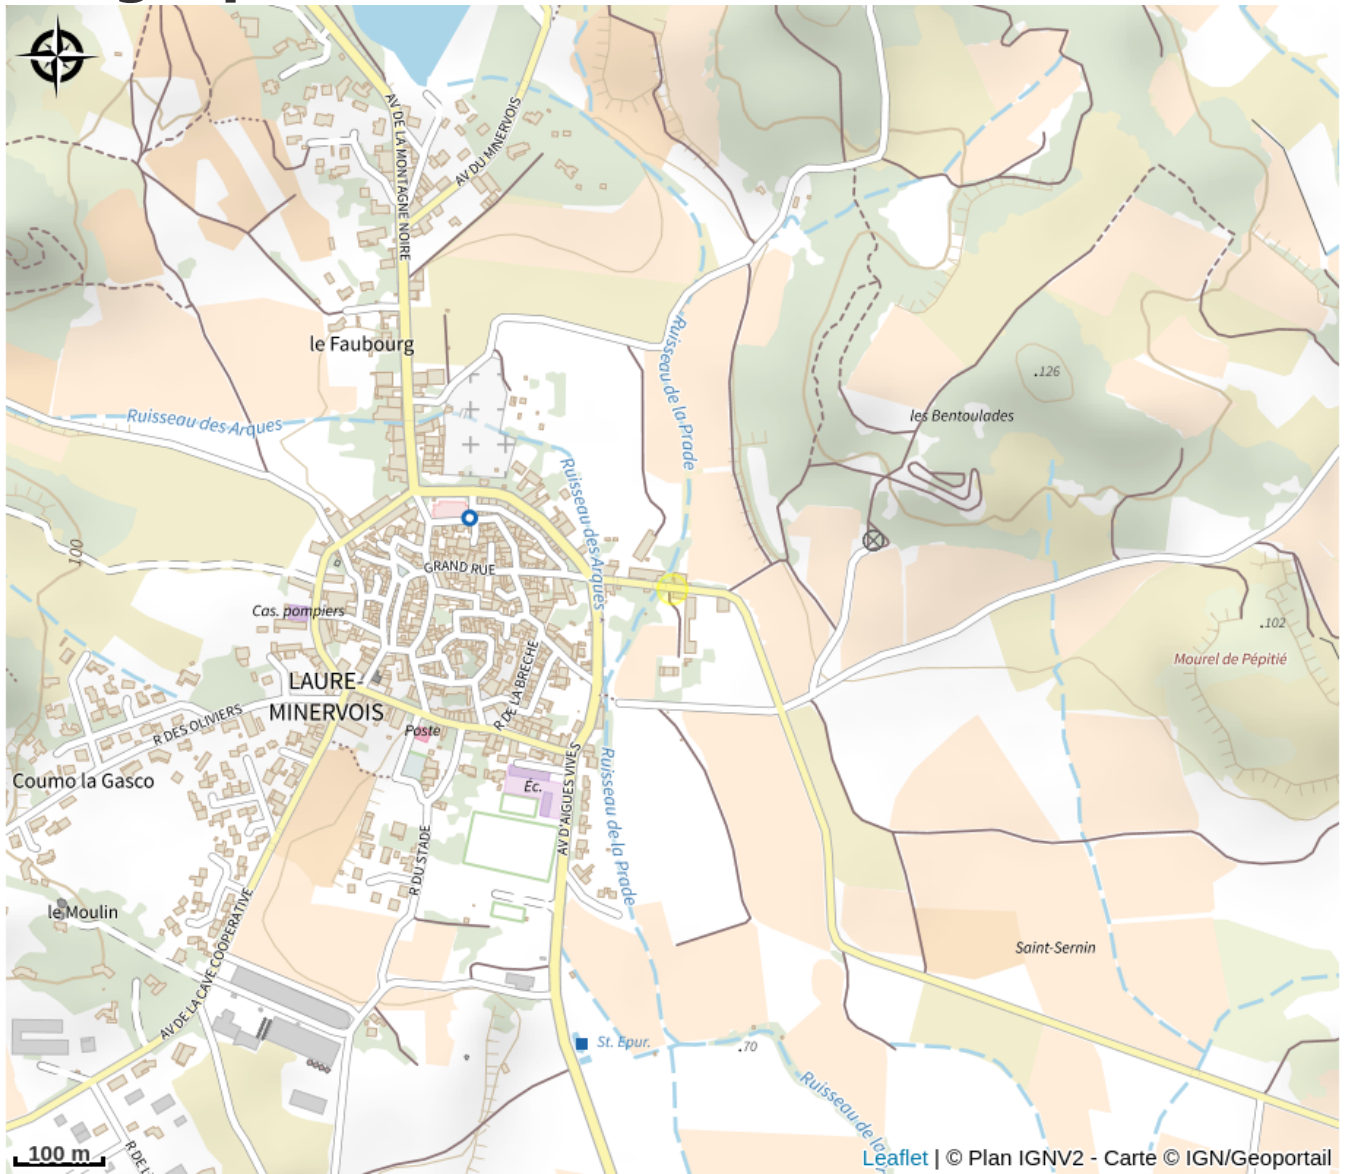 AV DE LA MONTAGNE NOIRE
AV DU MINERVOIS
le Faubourg
Ruisseau de la Prade
.126
les Bentoulades
Ruisseau des Arques
Ruisseau des Arques
100
GRAND RUE
Cas. pompiers
.102
Mourel de Pépitié
LAURE-
MINERVOIS
R DE LA BRECHE
R DES OLIVIERS
Poste
Coumo la Gasco
Éc.
AV D'AIGUES VIVES
Ruisseau de la Prade
R DU STADE
le Moulin
AV DE LA CAVE COOPERATIVE
Saint-Sernin
St. Epur.
.70
Ruisseau de la
100 m
R DE L
Leaflet | © Plan IGNV2 - Carte © IGN/Geoportail